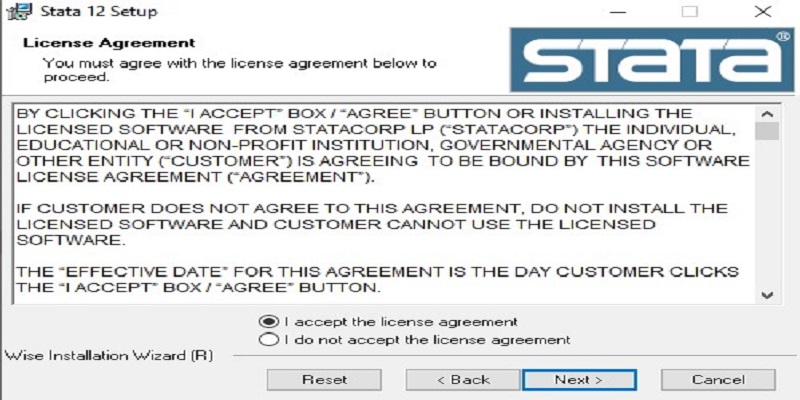 Stata 12 Setup
License Agreement
You must agree with the license agreement below to
proceed.
STATA®
BY CLICKING THE “I ACCEPT” BOX / “AGREE” BUTTON OR INSTALLING THE
LICENSED SOFTWARE FROM STATACORP LP (“STATACORP”) THE INDIVIDUAL,
EDUCATIONAL OR NON-PROFIT INSTITUTION, GOVERNMENTAL AGENCY OR
OTHER ENTITY (“CUSTOMER”) IS AGREEING TO BE BOUND BY THIS SOFTWARE
LICENSE AGREEMENT (“AGREEMENT”).
IF CUSTOMER DOES NOT AGREE TO THIS AGREEMENT, DO NOT INSTALL THE
LICENSED SOFTWARE AND CUSTOMER CANNOT USE THE LICENSED
SOFTWARE.
THE “EFFECTIVE DATE” FOR THIS AGREEMENT IS THE DAY CUSTOMER CLICKS
THE “I ACCEPT” BOX / “AGREE” BUTTON.
I accept the license agreement
I do not accept the license agreement
Wise Installation Wizard (R)
Reset
< Back
Next >
Cancel